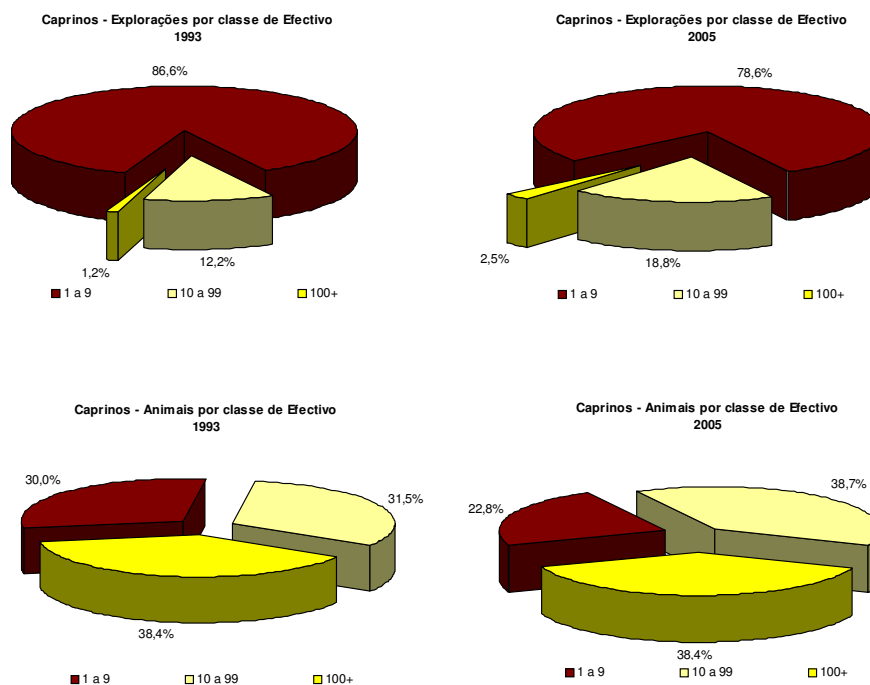 Caprinos - Explorações por classe de Efectivo
1993
86,6%
1,2%
12,2%
1 a 9
10 a 99
100+
Caprinos - Explorações por classe de Efectivo
2005
78,6%
2,5%
18,8%
1 a 9
10 a 99
100+
Caprinos - Animais por classe de Efectivo
1993
30,0%
31,5%
38,4%
1 a 9
10 a 99
100+
Caprinos - Animais por classe de Efectivo
2005
22,8%
38,7%
38,4%
1 a 9
10 a 99
100+